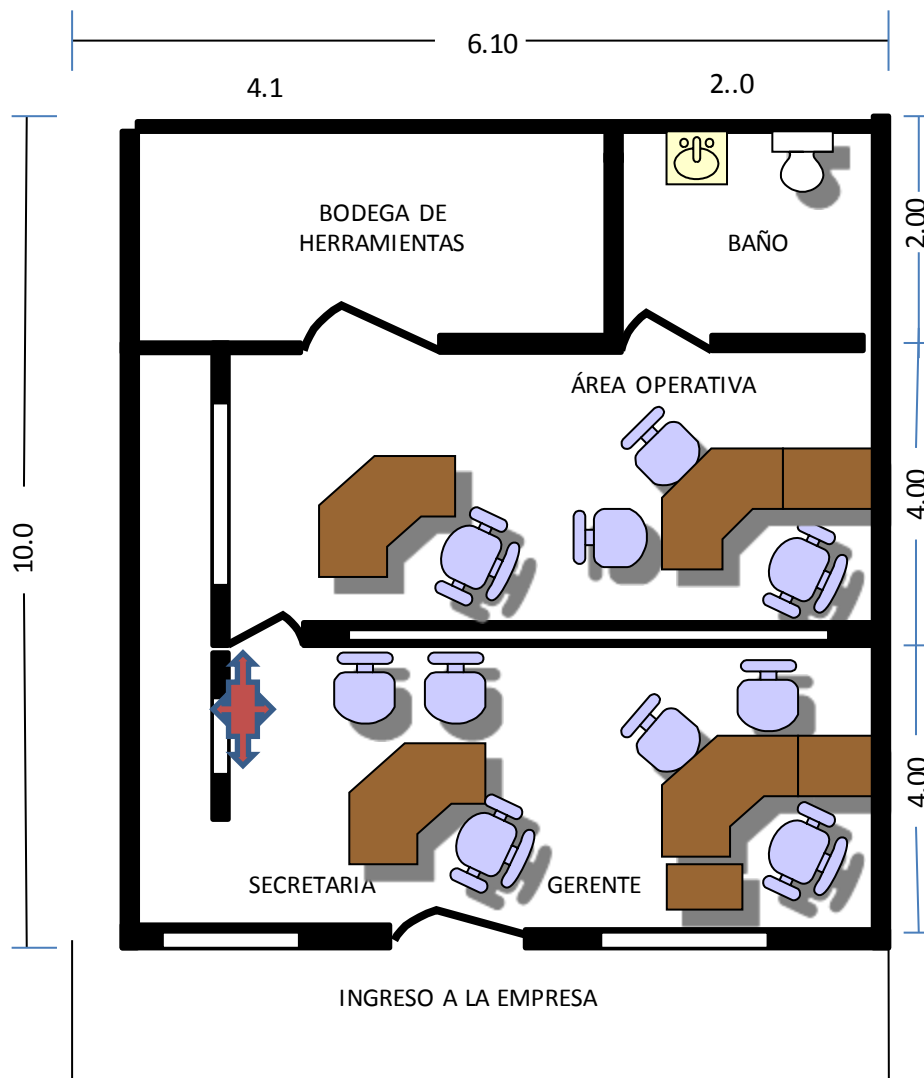 6.10
4.1
2..0
BODEGA DE
HERRAMIENTAS
BAÑO
2.00
ÁREA OPERATIVA
4.00
10.0
4.00
SECRETARIA
GERENTE
INGRESO A LA EMPRESA